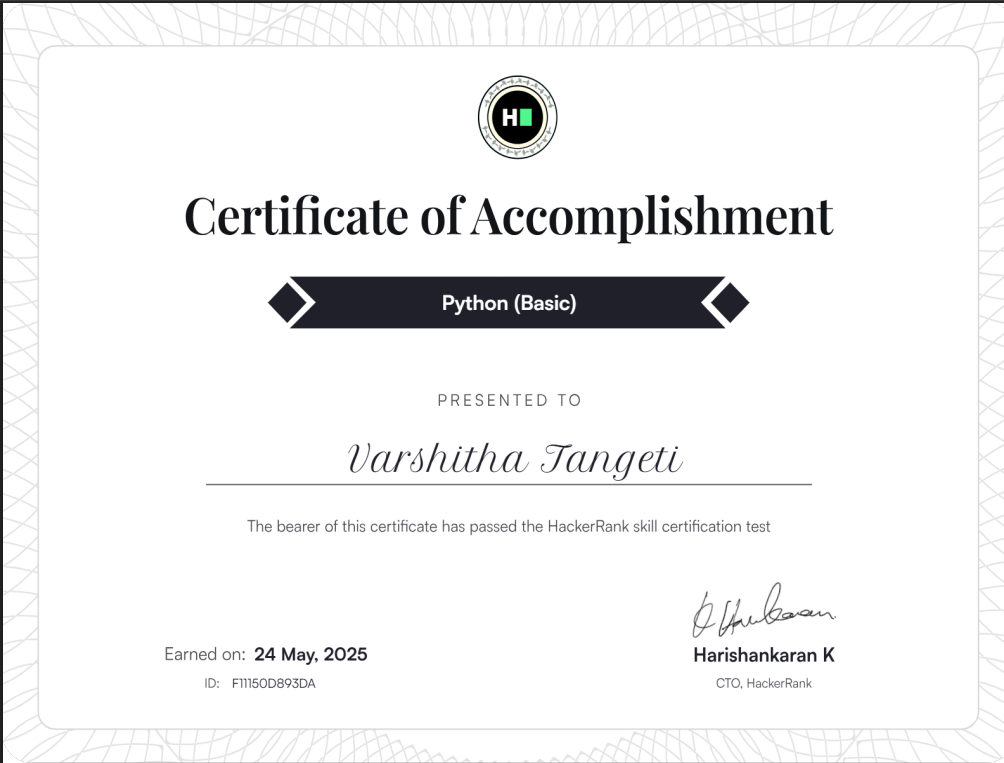 H
Certificate of Accomplishment
Python (Basic)
PRESENTED TO
Varshitha Tangeti
The bearer of this certificate has passed the HackerRank skill certification test
Earned on: 24 May, 2025
ID: F11150D893DA
Harishankaran K
CTO, HackerRank